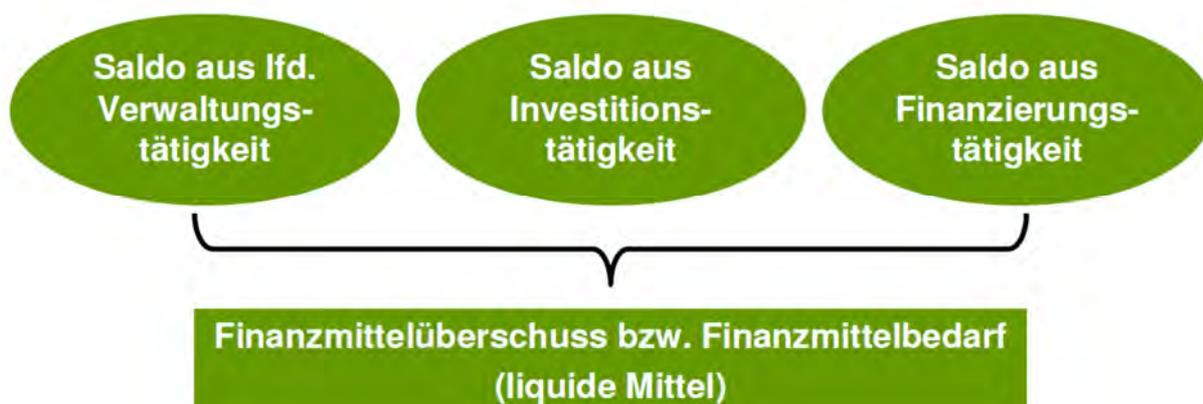 Saldo aus lfd.
Verwaltungs-
tätigkeit
Saldo aus
Investitions-
tätigkeit
Saldo aus
Finanzierungs-
tätigkeit
Finanzmittelüberschuss bzw. Finanzmittelbedarf
(liquide Mittel)